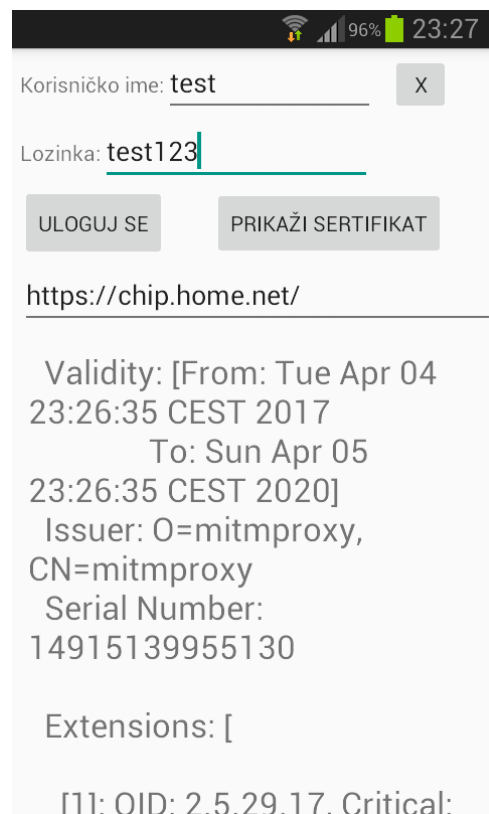 96% 23:27
Korisničko ime: test X
Lozinka: test123
ULOGUJ SE PRIKAŽI SERTIFIKAT
https://chip.home.net/
Validity: [From: Tue Apr 04
23:26:35 CEST 2017
To: Sun Apr 05
23:26:35 CEST 2020]
Issuer: O=mitmproxy,
CN=mitmproxy
Serial Number:
14915139955130
Extensions: [
[1]: OID: 2.5.29.17, Critical: